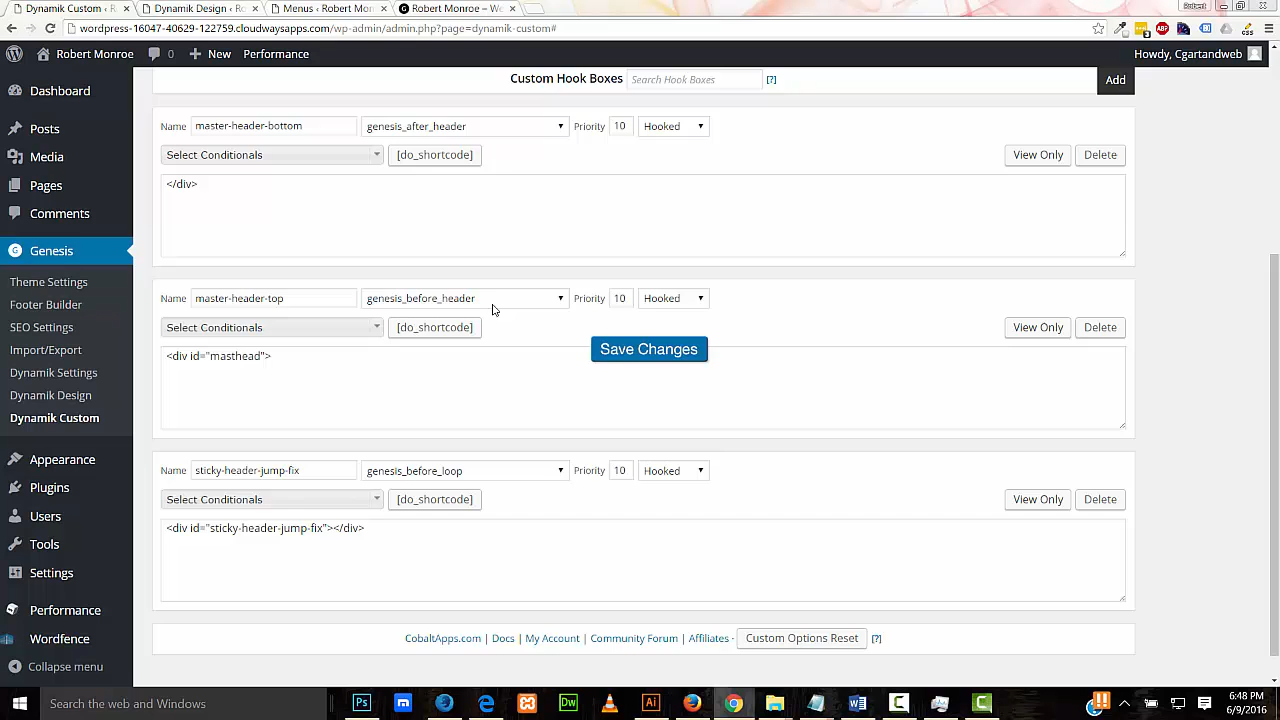 Dynamik Custom ‹ R
Dynamik Design ‹ Ro
Menus ‹ Robert Mon
Robert Monroe – We
Robert
wordpress-16047-40629-122759.cloudwaysapps.com/wp-admin/admin.php?page=dynamik-custom#
Robert Monroe
0
New
Performance
Howdy, Cgartandweb
Dashboard
Posts
Media
Pages
Comments
Genesis
Theme Settings
Footer Builder
SEO Settings
Import/Export
Dynamik Settings
Dynamik Design
Dynamik Custom
Appearance
Plugins
Users
Tools
Settings
Performance
Wordfence
Collapse menu
Custom Hook Boxes Search Hook Boxes [?]
Add
Name master-header-bottom genesis_after_header Priority 10 Hooked
Select Conditionals [do_shortcode] View Only Delete
</div>
Name master-header-top genesis_before_header Priority 10 Hooked
Select Conditionals [do_shortcode] View Only Delete
Save Changes
<div id="masthead">
Name sticky-header-jump-fix genesis_before_loop Priority 10 Hooked
Select Conditionals [do_shortcode] View Only Delete
<div id="sticky-header-jump-fix"></div>
CobaltApps.com | Docs | My Account | Community Forum | Affiliates · Custom Options Reset [?]
Search the web and Windows
6:48 PM
6/9/2016